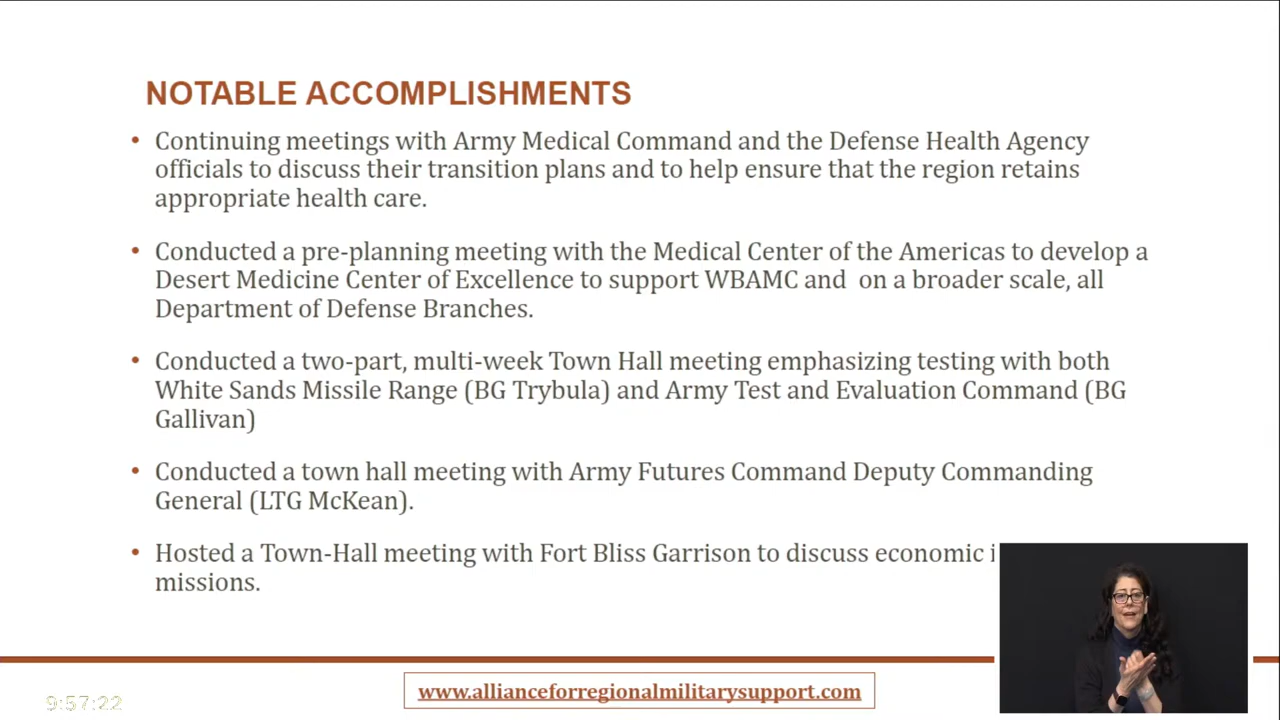 NOTABLE ACCOMPLISHMENTS
• Continuing meetings with Army Medical Command and the Defense Health Agency
officials to discuss their transition plans and to help ensure that the region retains
appropriate health care.
• Conducted a pre-planning meeting with the Medical Center of the Americas to develop a
Desert Medicine Center of Excellence to support WBAMC and  on a broader scale, all
Department of Defense Branches.
• Conducted a two-part, multi-week Town Hall meeting emphasizing testing with both
White Sands Missile Range (BG Trybula) and Army Test and Evaluation Command (BG
Gallivan)
• Conducted a town hall meeting with Army Futures Command Deputy Commanding
General (LTG McKean).
• Hosted a Town-Hall meeting with Fort Bliss Garrison to discuss economic
missions.
www.allianceforregionalmilitarysupport.com
9:57:22